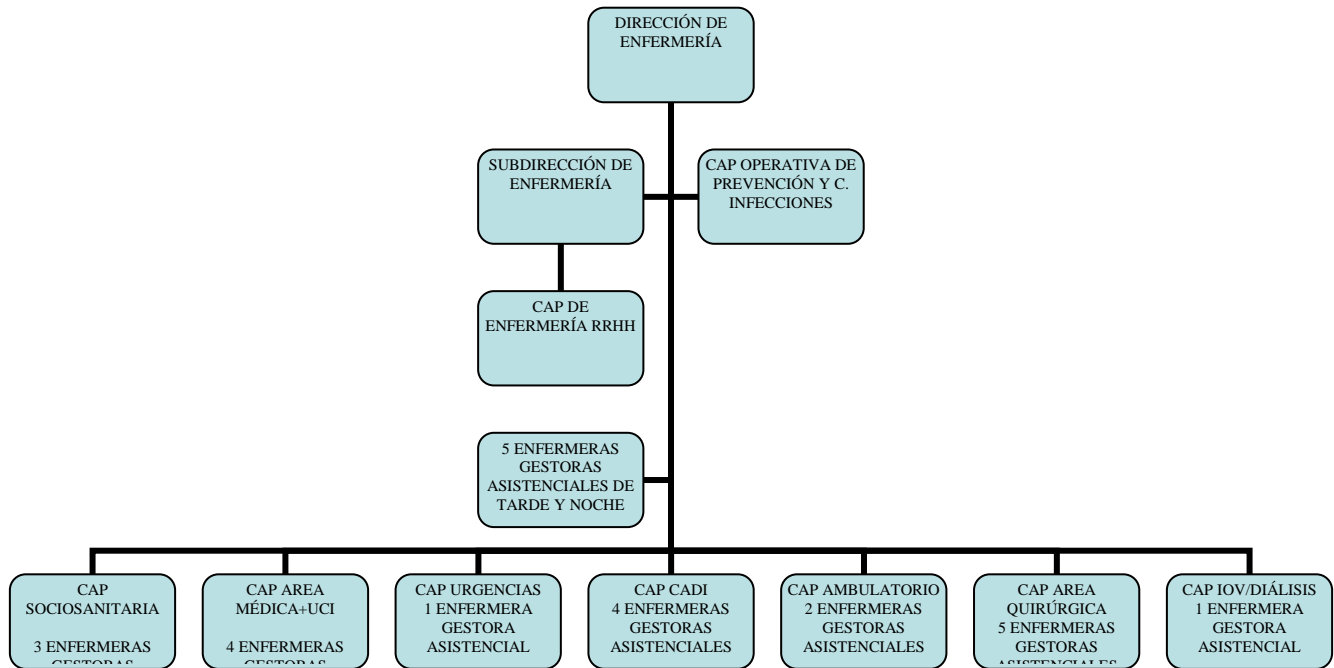 DIRECCIÓN DE
ENFERMERÍA
SUBDIRECCIÓN DE
ENFERMERÍA
CAP OPERATIVA DE
PREVENCIÓN Y C.
INFECCIONES
CAP DE
ENFERMERÍA RRHH
5 ENFERMERAS
GESTORAS
ASISTENCIALES DE
TARDE Y NOCHE
CAP
SOCIOSANITARIA
3 ENFERMERAS
GESTORAS
CAP AREA
MÉDICA+UCI
4 ENFERMERAS
GESTORAS
CAP URGENCIAS
1 ENFERMERA
GESTORA
ASISTENCIAL
CAP CADI
4 ENFERMERAS
GESTORAS
ASISTENCIALES
CAP AMBULATORIO
2 ENFERMERAS
GESTORAS
ASISTENCIALES
CAP AREA
QUIRÚRGICA
5 ENFERMERAS
GESTORAS
ASISTENCIALES
CAP IOV/DIÁLISIS
1 ENFERMERA
GESTORA
ASISTENCIAL